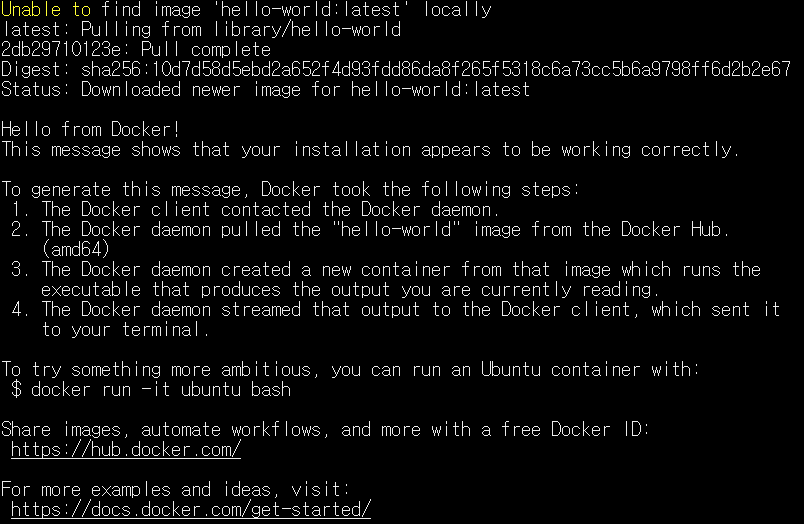 Unable to find image 'hello-world:latest' locally
latest: Pulling from library/hello-world
2db29710123e: Pull complete
Digest: sha256:10d7d58d5ebd2a652f4d93fdd86da8f265f5318c6a73cc5b6a9798ff6d2b2e67
Status: Downloaded newer image for hello-world:latest
Hello from Docker!
This message shows that your installation appears to be working correctly.
To generate this message, Docker took the following steps:
1. The Docker client contacted the Docker daemon.
2. The Docker daemon pulled the "hello-world" image from the Docker Hub.
(amd64)
3. The Docker daemon created a new container from that image which runs the
executable that produces the output you are currently reading.
4. The Docker daemon streamed that output to the Docker client, which sent it
to your terminal.
To try something more ambitious, you can run an Ubuntu container with:
$ docker run -it ubuntu bash
Share images, automate workflows, and more with a free Docker ID:
https://hub.docker.com/
For more examples and ideas, visit:
https://docs.docker.com/get-started/